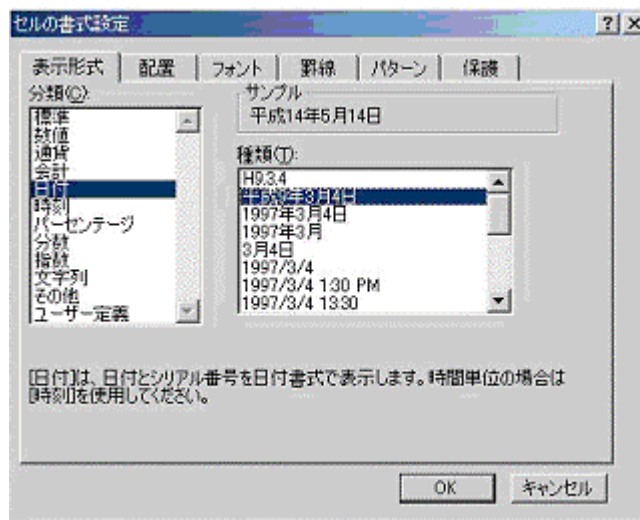 セルの書式設定
表示形式 配置 フォント 罫線 パターン 保護
分類(C):
標準
数値
通貨
会計
日付
時刻
パーセンテージ
分数
指数
文字列
その他
ユーザー定義
サンプル
平成14年5月14日
種類(T):
H9.3.4
平成9年3月4日
1997年3月4日
1997年3月
3月4日
1997/3/4
1997/3/4 1:30 PM
1997/3/4 13:30
[日付]は、日付とシリアル番号を日付書式で表示します。時間単位の場合は
[時刻]を使用してください。
OK キャンセル